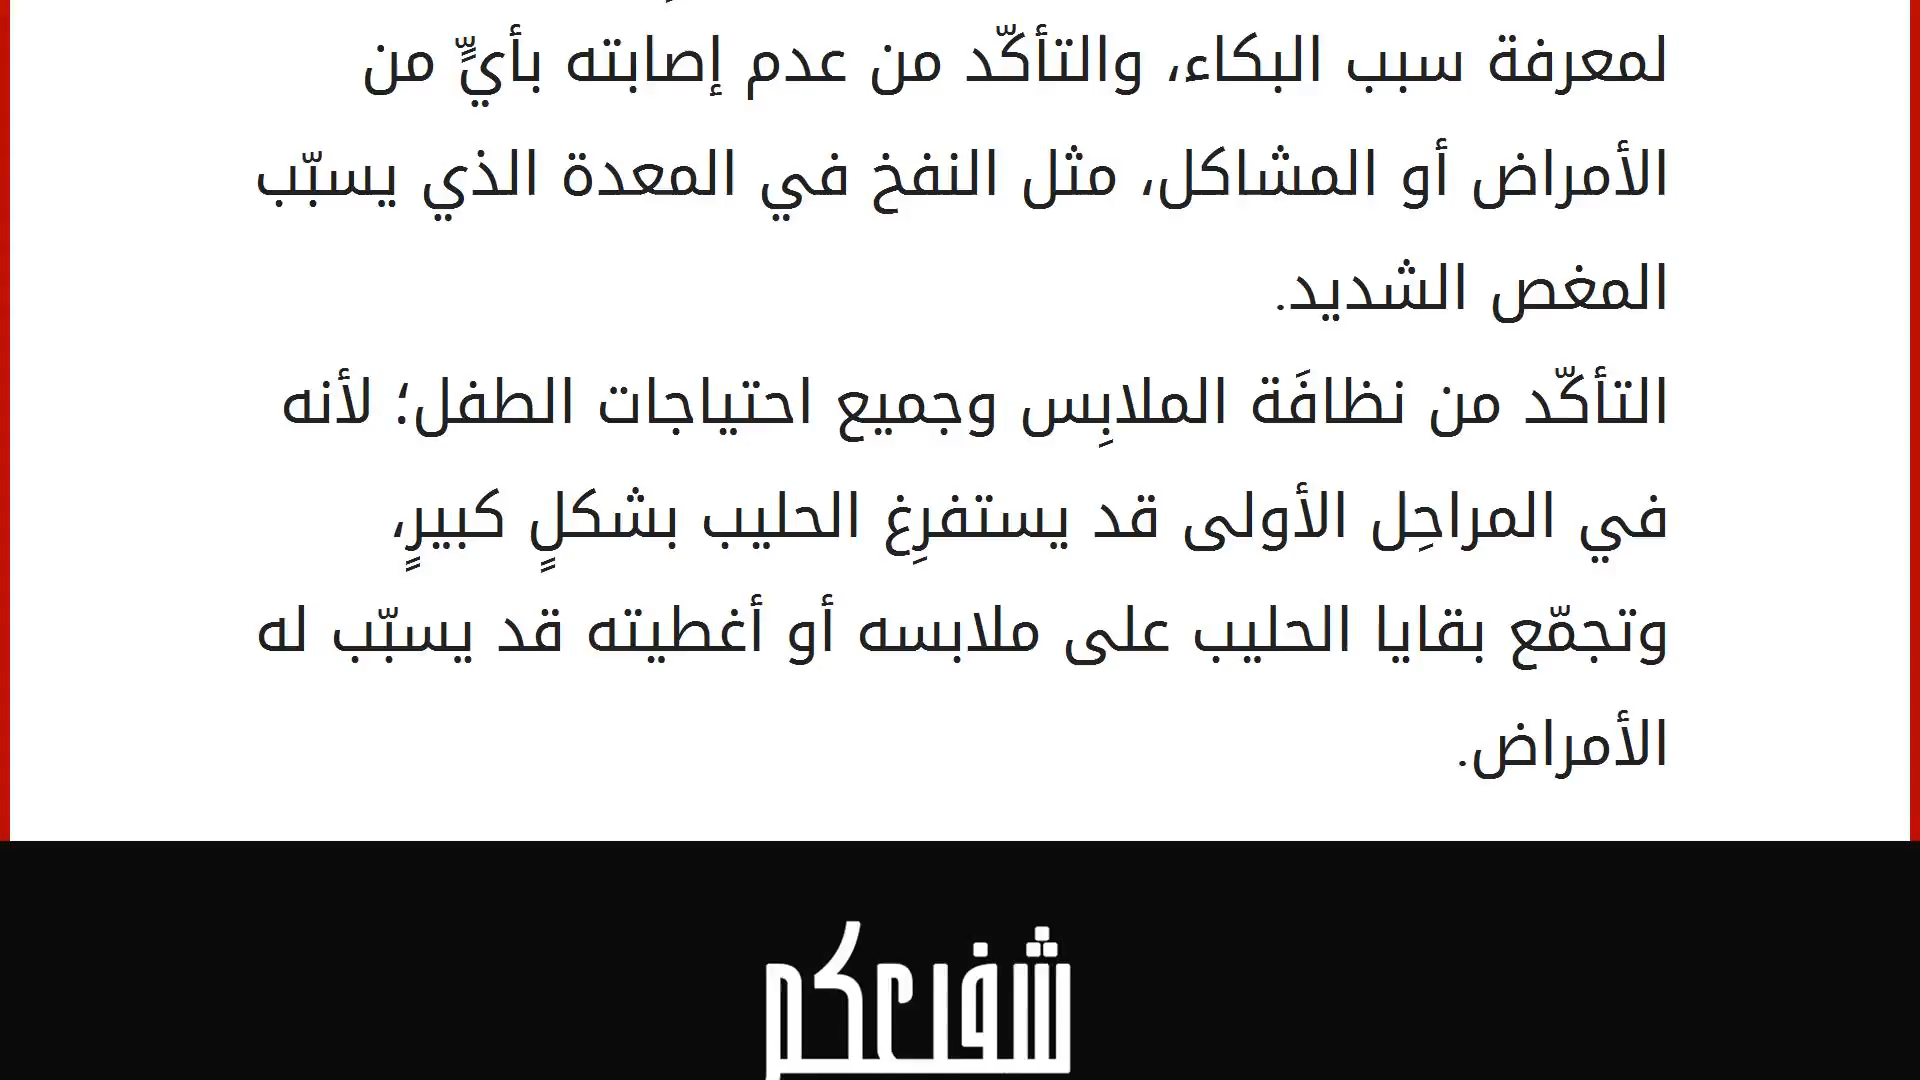 لمعرفة سبب البكاء، والتأكّد من عدم إصابته بأيٍّ من
الأمراض أو المشاكل، مثل النفخ في المعدة الذي يسبّب
المغص الشديد.
التأكّد من نظافَة الملابِس وجميع احتياجات الطفل؛ لأنه
في المراحِل الأولى قد يستفرِغ الحليب بشكلٍ كبيرٍ،
وتجمّع بقايا الحليب على ملابسه أو أغطيته قد يسبّب له
الأمراض.